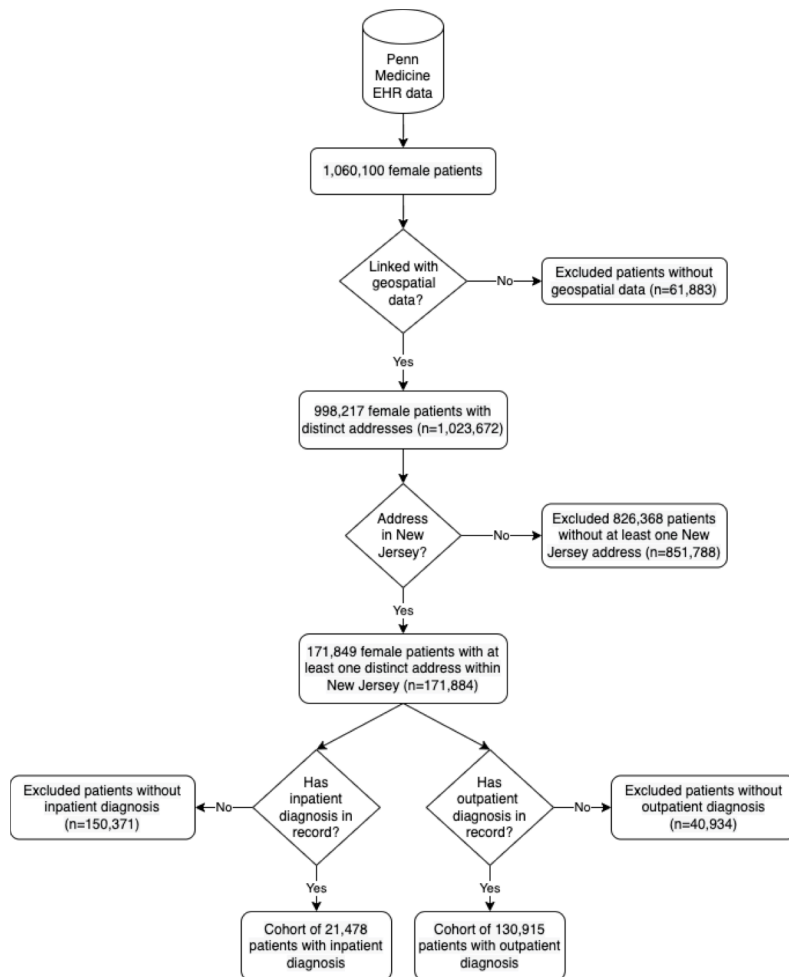 Penn
Medicine
EHR data
1,060,100 female patients
Linked with
geospatial
data?
No
Excluded patients without
geospatial data (n=61,883)
Yes
998,217 female patients with
distinct addresses (n=1,023,672)
Address
in New
Jersey?
No
Excluded 826,368 patients
without at least one New
Jersey address (n=851,788)
Yes
171,849 female patients with at
least one distinct address within
New Jersey (n=171,884)
Excluded patients without
inpatient diagnosis
(n=150,371)
No
Has
inpatient
diagnosis in
record?
Has
outpatient
diagnosis in
record?
No
Excluded patients without
outpatient diagnosis
(n=40,934)
Yes
Yes
Cohort of 21,478
patients with inpatient
diagnosis
Cohort of 130,915
patients with outpatient
diagnosis